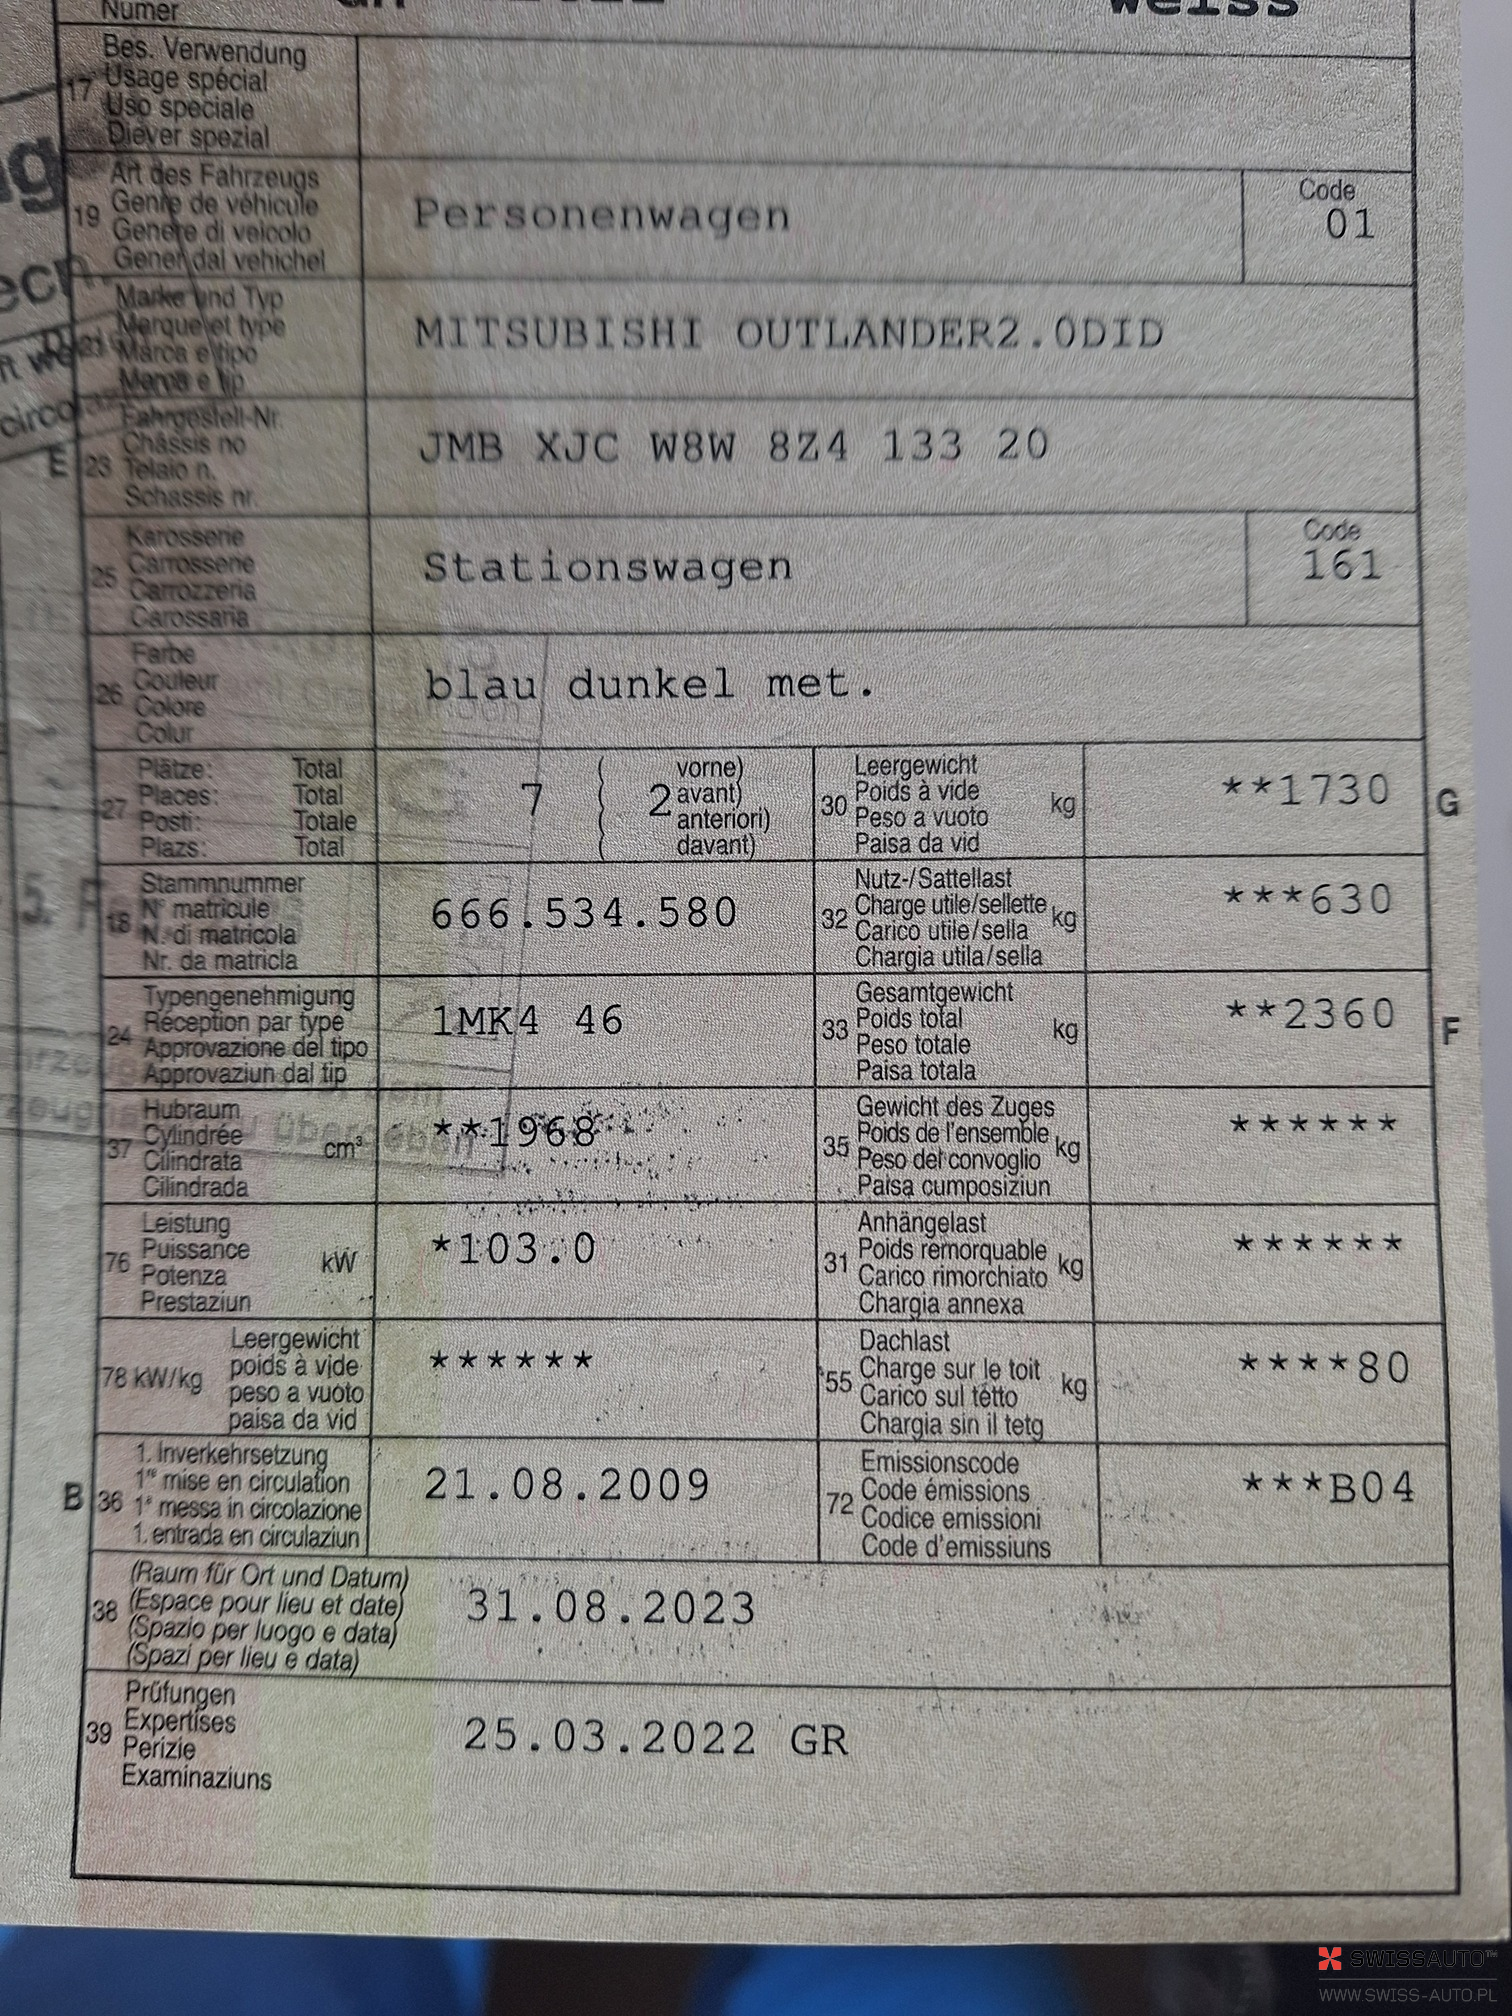 Numer
weiss
17 Bes. Verwendung
Usage spécial
Uso speciale
Diever spezial
19 Art des Fahrzeugs
Genre de véhicule
Genere di veicolo
Gener dal vehichel
Personenwagen
Code
01
Marke und Typ
Marque et type
Marca e tipo
Marca e tip
MITSUBISHI OUTLANDER2.0DID
E 23 Fahrgestell-Nr.
Châssis no
Telaio n.
Schassis nr.
JMB XJC W8W 8Z4 133 20
25 Karosserie
Carrosserie
Carrozzeria
Carossaria
Stationswagen
Code
161
26 Farbe
Couleur
Colore
Colur
blau dunkel met.
27 Plätze: Total
Places: Total
Posti: Totale
Plazs: Total
7 2 vorne)
avant)
anteriori)
davant)
30 Leergewicht
Poids à vide kg
Peso a vuoto
Paisa da vid
**1730 G
18 Stammnummer
N° matricule
N. di matricola
Nr. da matricla
666.534.580
32 Nutz-/Sattellast
Charge utile/sellette kg
Carico utile/sella
Chargia utila/sella
***630
24 Typengenehmigung
Réception par type
Approvazione del tipo
Approvaziun dal tip
1MK4 46
33 Gesamtgewicht
Poids total kg
Peso totale
Paisa totala
**2360 F
37 Hubraum
Cylindrée cm³
Cilindrata
Cilindrada
**1968
35 Gewicht des Zuges
Poids de l'ensemble kg
Peso del convoglio
Paisa cumposiziun
******
76 Leistung
Puissance kW
Potenza
Prestaziun
*103.0
31 Anhängelast
Poids remorquable kg
Carico rimorchiato
Chargia annexa
******
78 kW/kg Leergewicht
poids à vide
peso a vuoto
paisa da vid
******
55 Dachlast
Charge sur le toit kg
Carico sul tétto
Chargia sin il tetg
****80
B 36 1. Inverkehrsetzung
1re mise en circulation
1a messa in circolazione
1. entrada en circulaziun
21.08.2009
72 Emissionscode
Code émissions
Codice emissioni
Code d'emissiuns
***B04
38 (Raum für Ort und Datum)
(Espace pour lieu et date)
(Spazio per luogo e data)
(Spazi per lieu e data)
31.08.2023
39 Prüfungen
Expertises
Perizie
Examinaziuns
25.03.2022 GR
SWISSAUTO™
WWW.SWISS-AUTO.PL